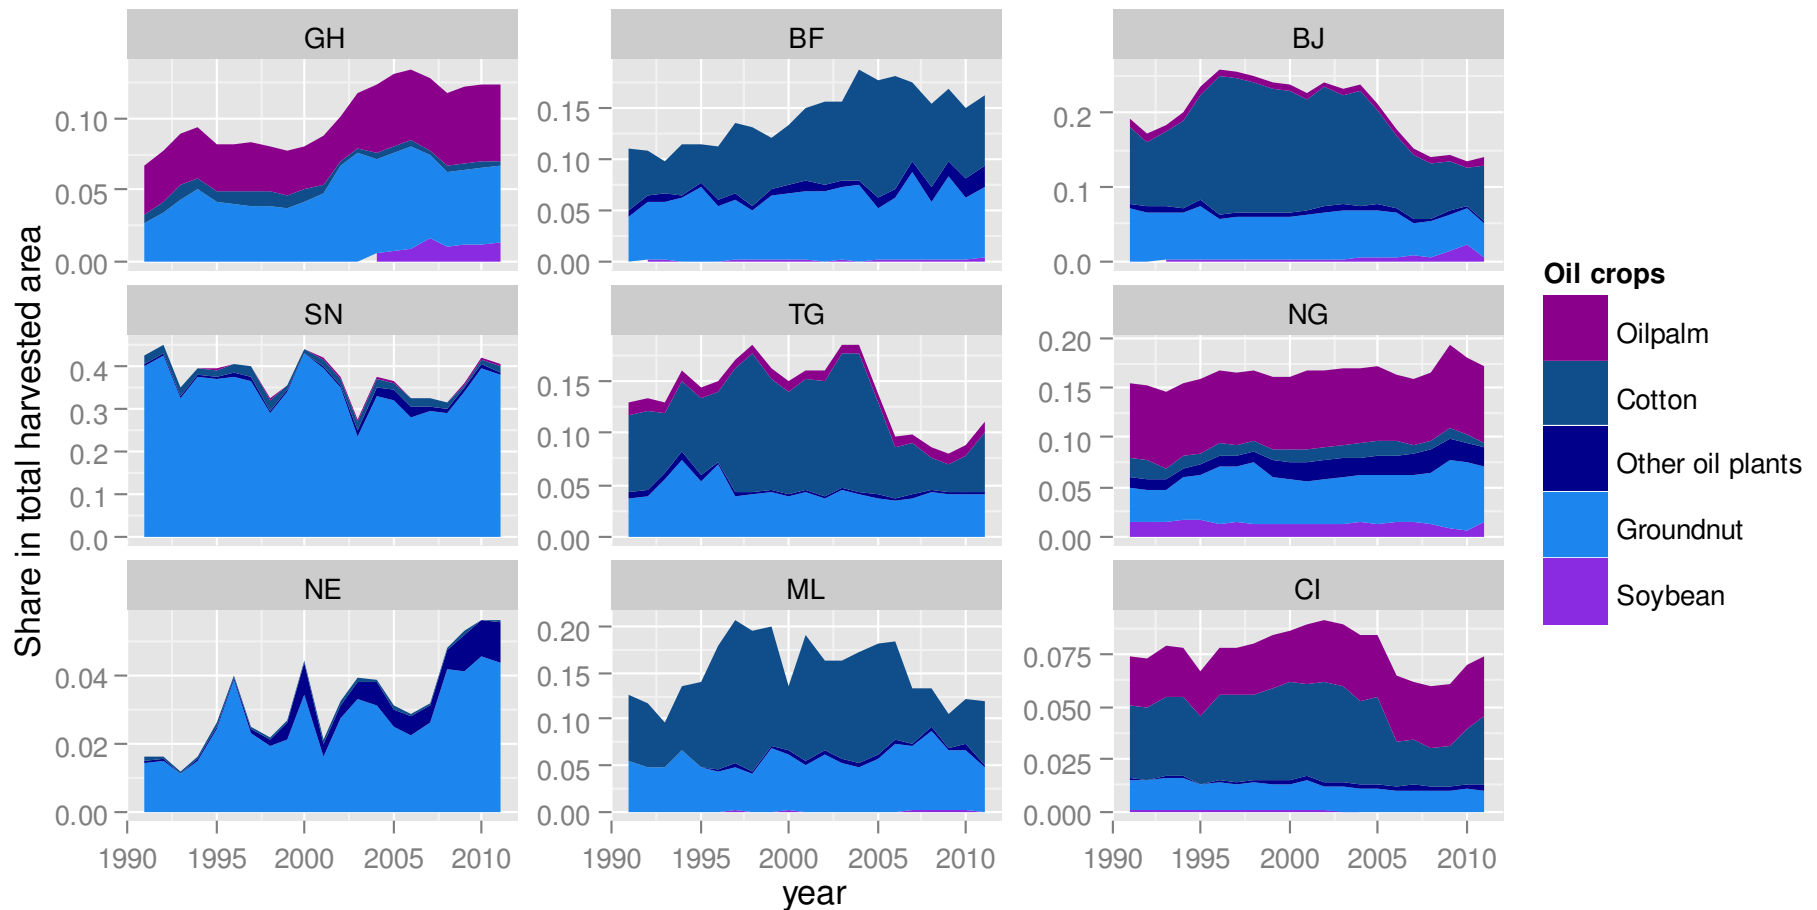 GH BF BJ
0.10
0.05
0.00
0.15
0.10
0.05
0.00
0.2
0.1
0.0
SN TG NG
0.4
0.3
0.2
0.1
0.0
0.15
0.10
0.05
0.00
0.20
0.15
0.10
0.05
0.00
NE ML CI
0.04
0.02
0.00
0.20
0.15
0.10
0.05
0.00
0.075
0.050
0.025
0.000
1990 1995 2000 2005 2010
1990 1995 2000 2005 2010
1990 1995 2000 2005 2010
year
Share in total harvested area
Oil crops
Oilpalm
Cotton
Other oil plants
Groundnut
Soybean